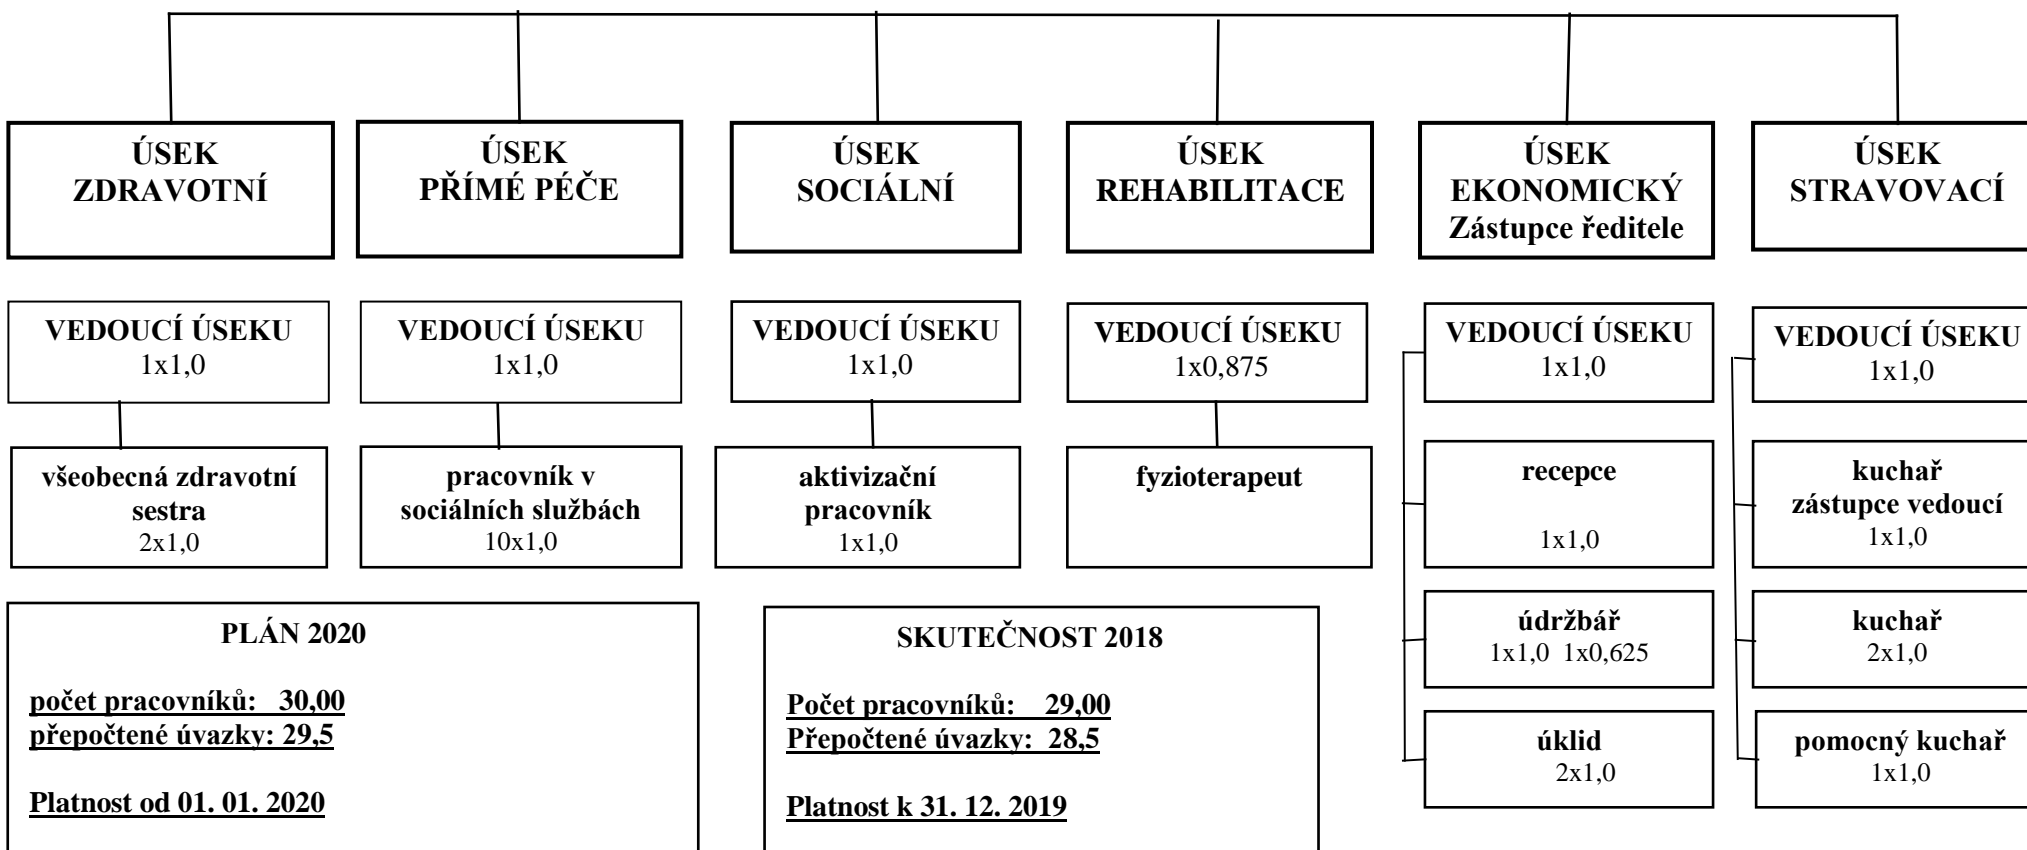 ÚSEK
ZDRAVOTNÍ
ÚSEK
PŘÍMÉ PÉČE
ÚSEK
SOCIÁLNÍ
ÚSEK
REHABILITACE
ÚSEK
EKONOMICKÝ
Zástupce ředitele
ÚSEK
STRAVOVACÍ
VEDOUCÍ ÚSEKU
1x1,0
VEDOUCÍ ÚSEKU
1x1,0
VEDOUCÍ ÚSEKU
1x1,0
VEDOUCÍ ÚSEKU
1x0,875
VEDOUCÍ ÚSEKU
1x1,0
VEDOUCÍ ÚSEKU
1x1,0
všeobecná zdravotní
sestra
2x1,0
pracovník v
sociálních službách
10x1,0
aktivizační
pracovník
1x1,0
fyzioterapeut
recepce
1x1,0
kuchař
zástupce vedoucí
1x1,0
údržbář
1x1,0 1x0,625
kuchař
2x1,0
úklid
2x1,0
pomocný kuchař
1x1,0
PLÁN 2020
počet pracovníků: 30,00
přepočtené úvazky: 29,5
Platnost od 01. 01. 2020
SKUTEČNOST 2018
Počet pracovníků: 29,00
Přepočtené úvazky: 28,5
Platnost k 31. 12. 2019